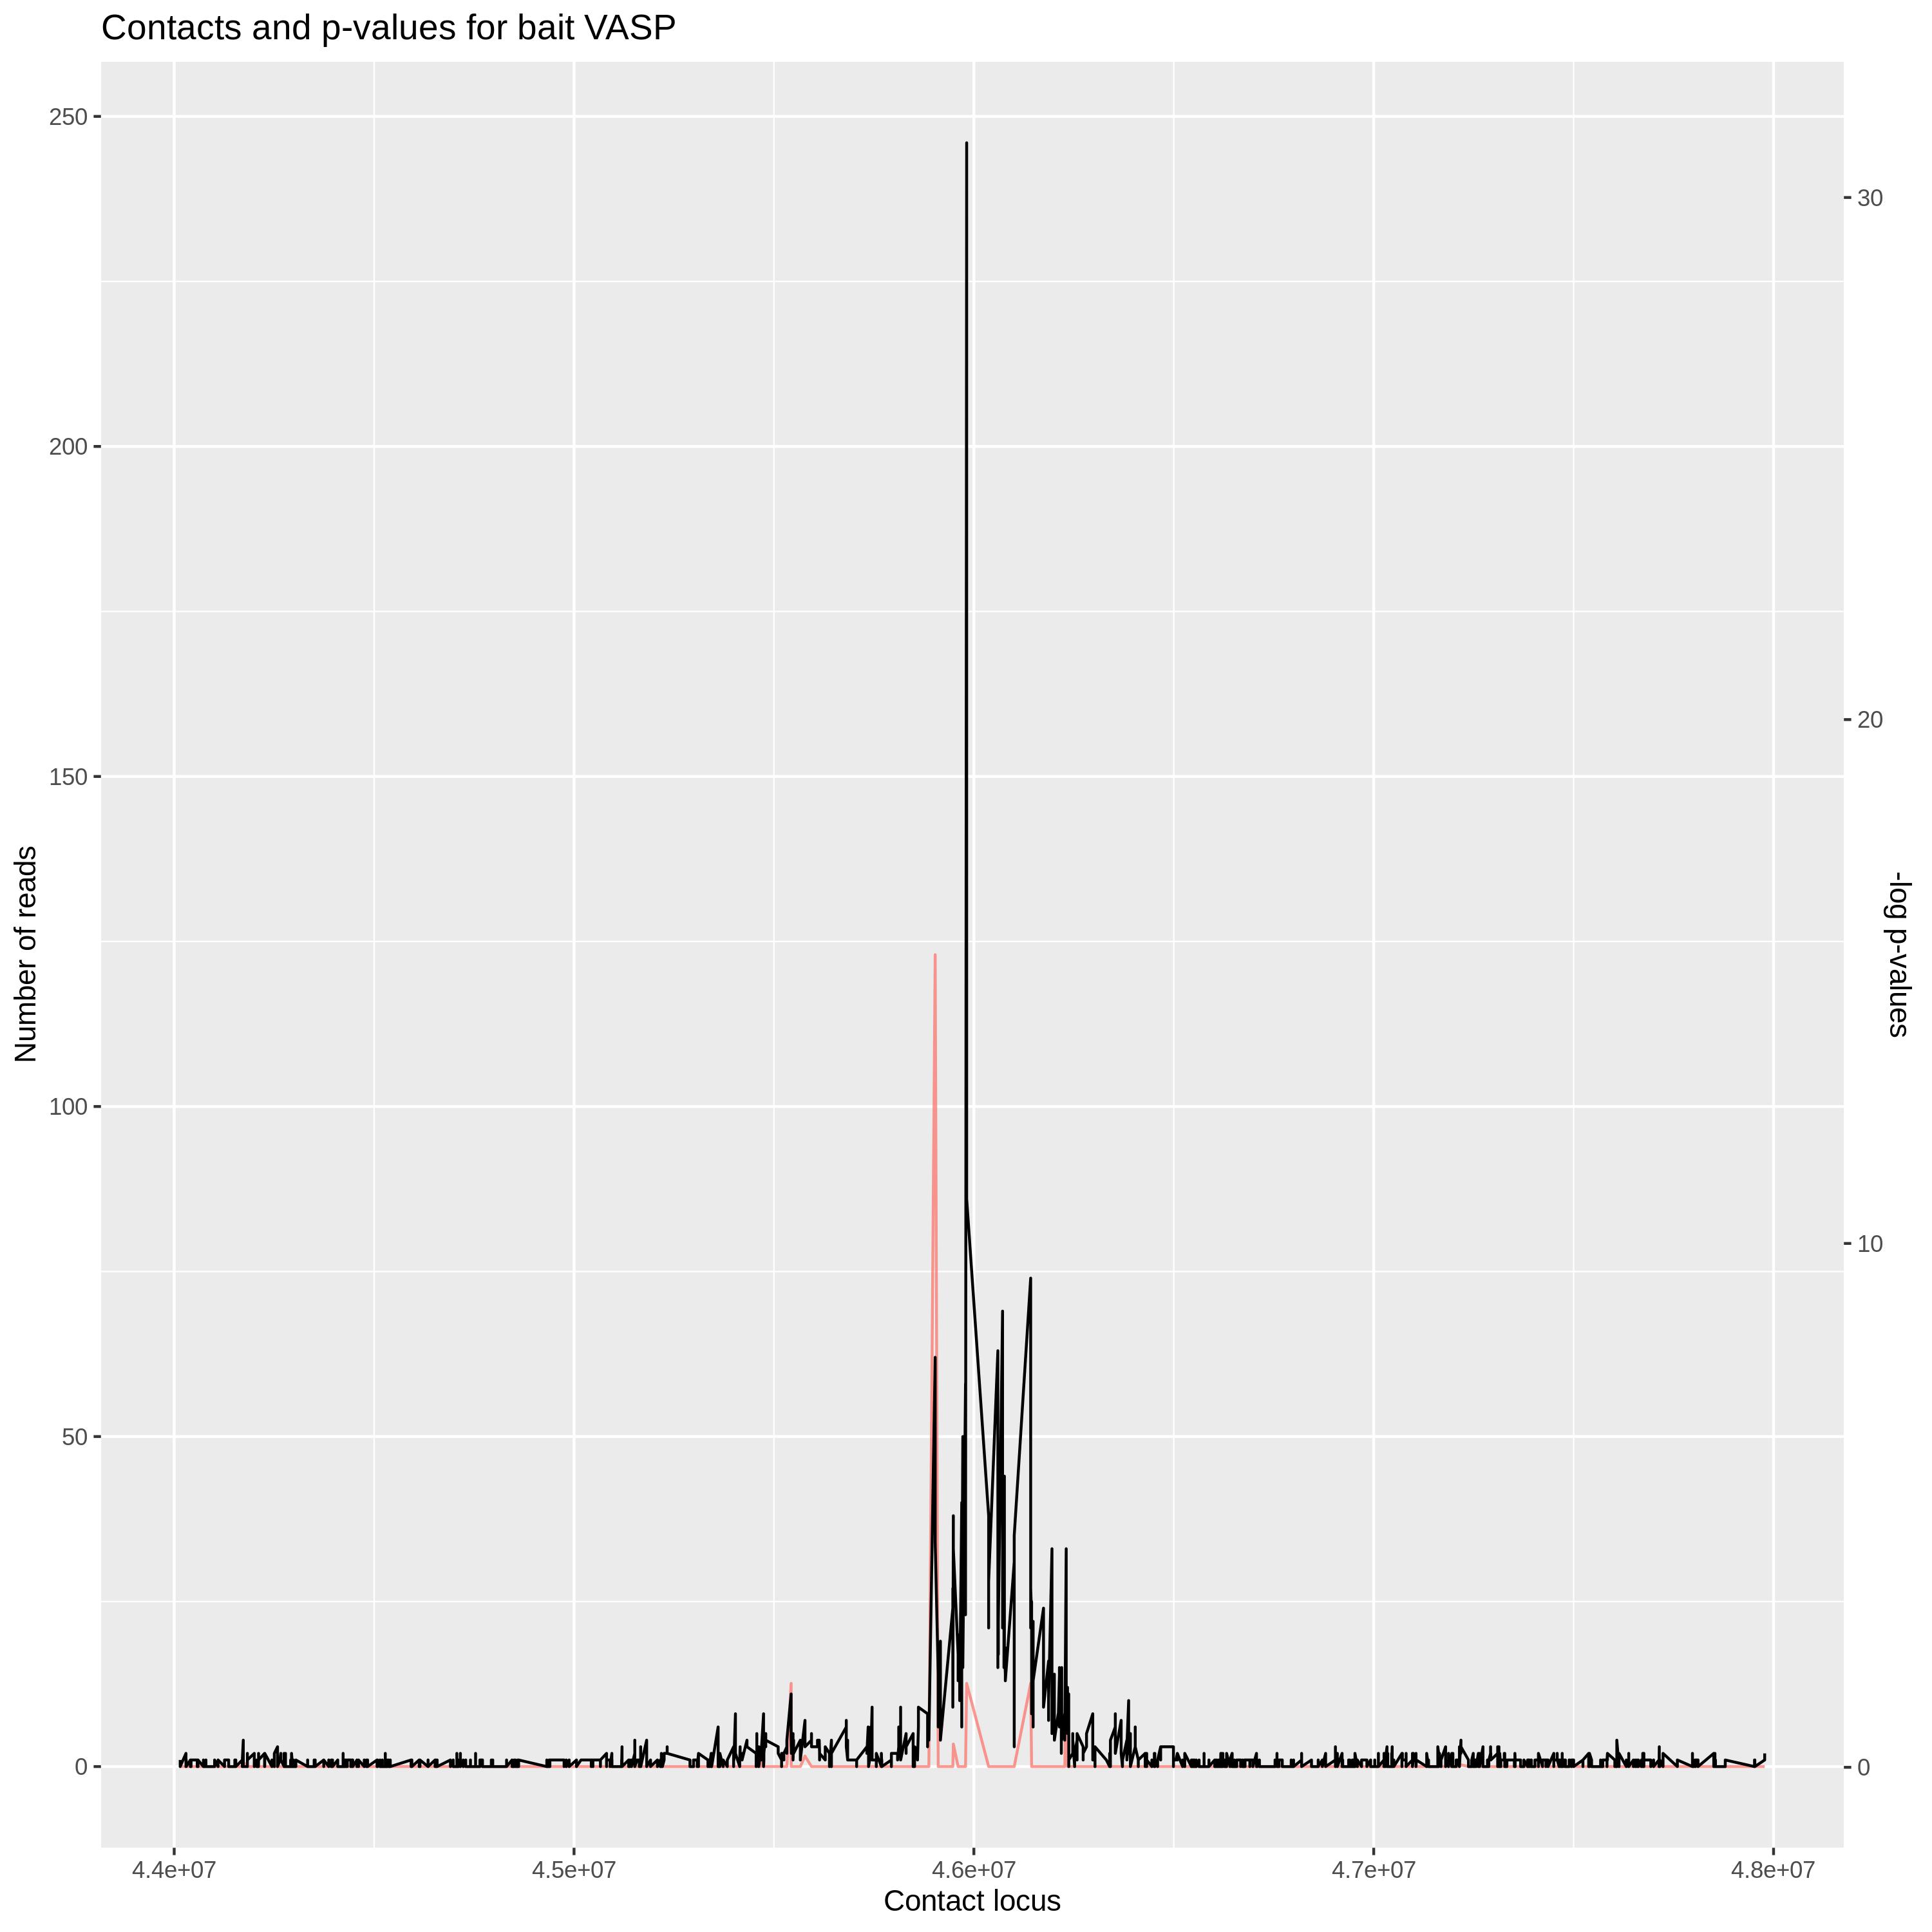 Contacts and p-values for bait VASP
250
200
150
100
50
0
30
20
10
0
Number of reads
-log p-values
4.4e+07 4.5e+07 4.6e+07 4.7e+07 4.8e+07
Contact locus